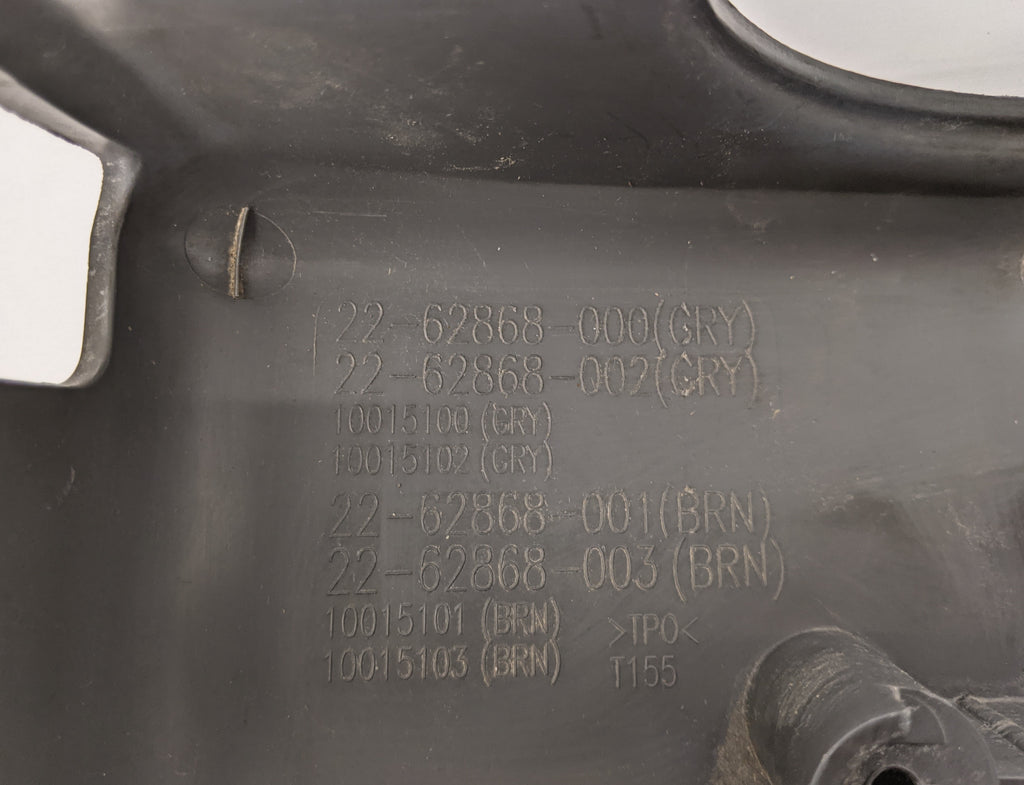 22-62868-000(GRY)
22-62868-002(GRY)
10015100 (GRY)
10015102 (GRY)
22-62868-001(BRN)
22-62868-003 (BRN)
10015101 (BRN)
10015103 (BRN)
>TPO<
T155